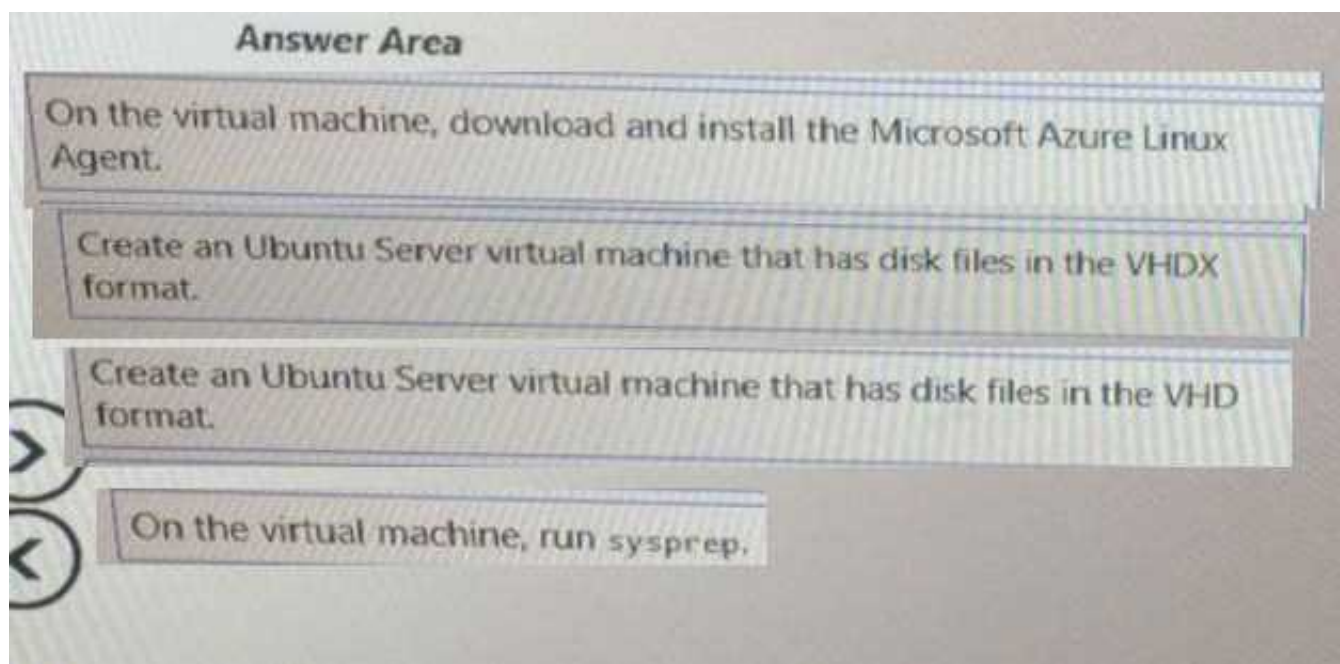 Answer Area
On the virtual machine, download and install the Microsoft Azure Linux
Agent.
Create an Ubuntu Server virtual machine that has disk files in the VHDX
format.
Create an Ubuntu Server virtual machine that has disk files in the VHD
format.
On the virtual machine, run sysprep.